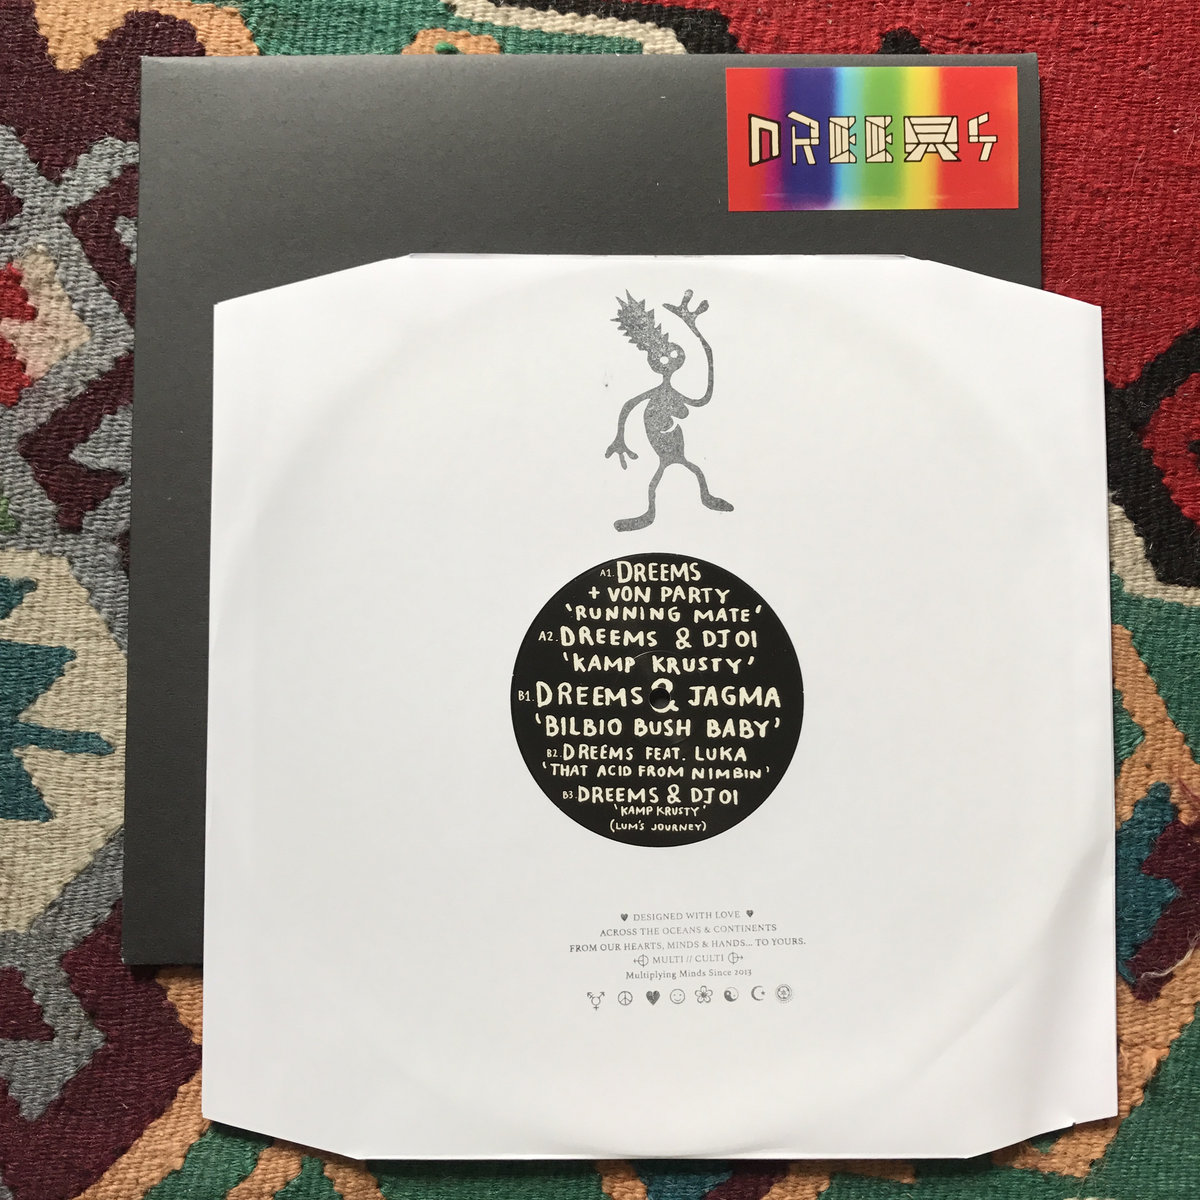 DREEMS
A1. DREEMS
+ VON PARTY
'RUNNING MATE'
A2. DREEMS & DJ OI
'KAMP KRUSTY'
B1. DREEMS & JAGMA
'BILBIO BUSH BABY'
B2. DREEMS FEAT. LUKA
'THAT ACID FROM NIMBIN'
B3. DREEMS & DJ OI
'KAMP KRUSTY'
(LUM'S JOURNEY)
DESIGNED WITH LOVE
ACROSS THE OCEANS & CONTINENTS
FROM OUR HEARTS, MINDS & HANDS... TO YOURS.
MULTI // CULTI
Multiplying Minds Since 2013